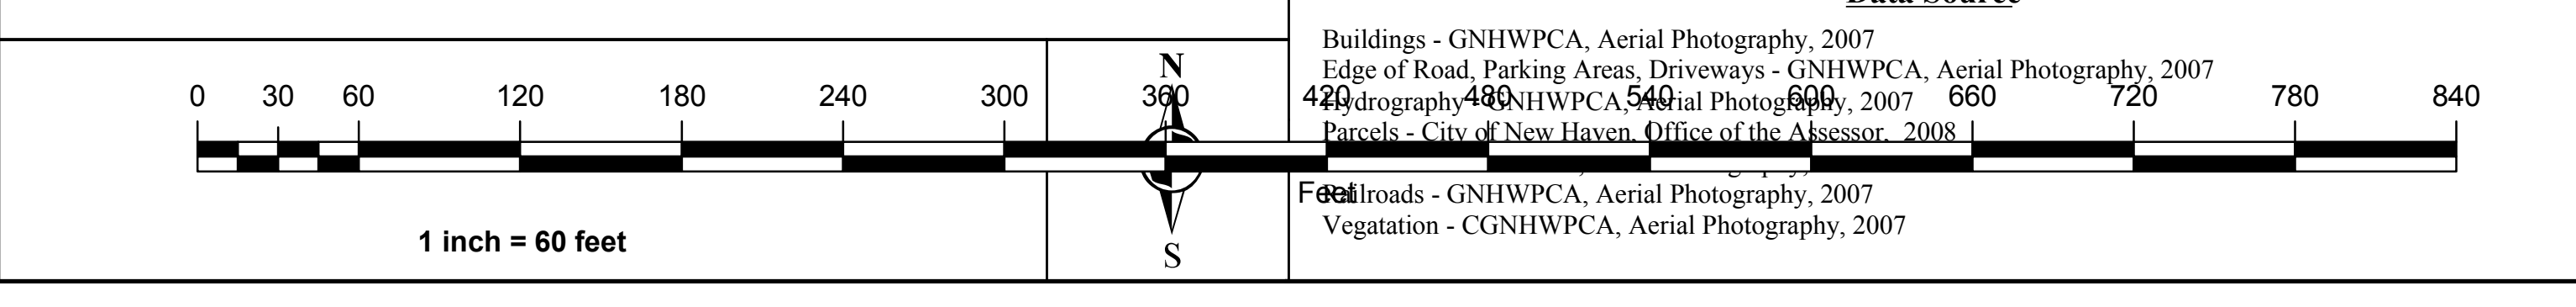 Data Source
Buildings - GNHWPCA, Aerial Photography, 2007
Edge of Road, Parking Areas, Driveways - GNHWPCA, Aerial Photography, 2007
N
0 30 60 120 180 240 300 360 420 480 540 600 660 720 780 840
Hydrography - GNHWPCA, Aerial Photography, 2007
Parcels - City of New Haven, Office of the Assessor, 2008
Feet
Railroads - GNHWPCA, Aerial Photography, 2007
Vegatation - CGNHWPCA, Aerial Photography, 2007
1 inch = 60 feet
S